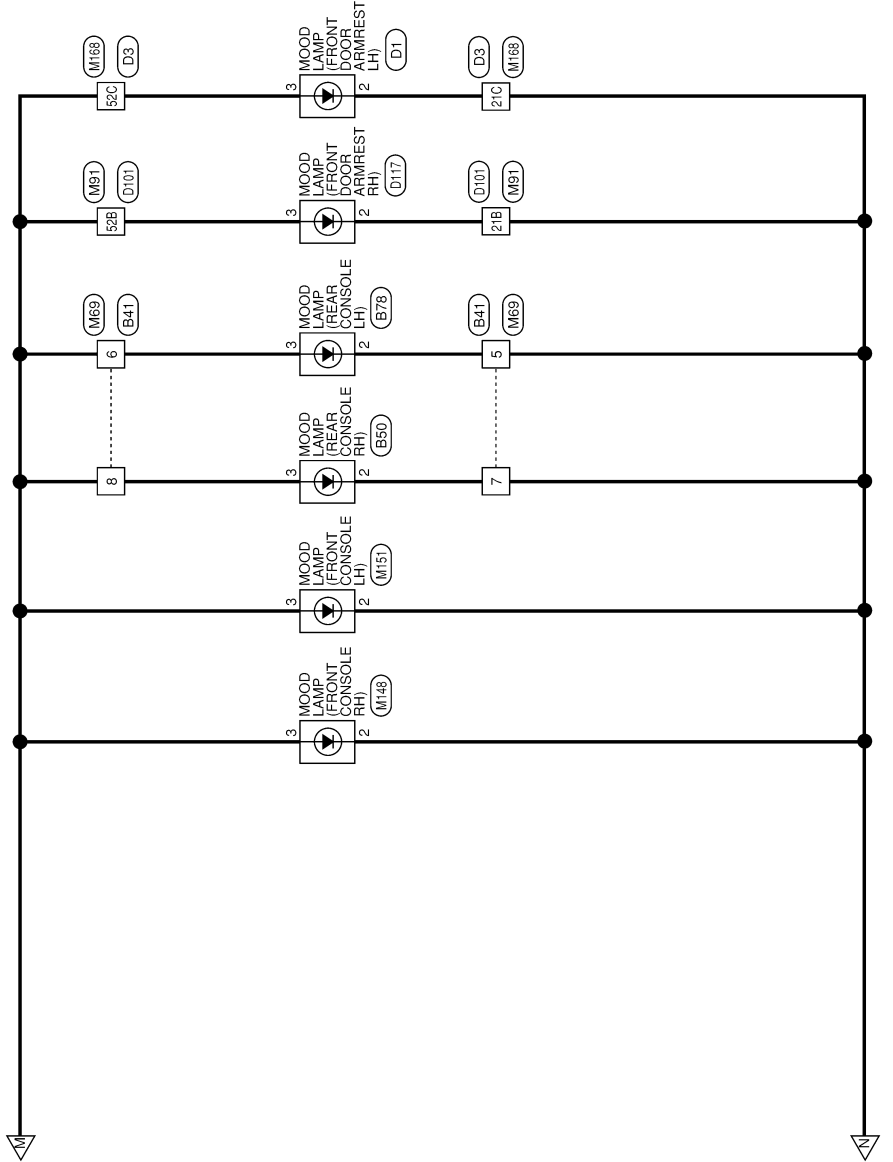 M168
D3
52C
3
MOOD
LAMP
(FRONT
DOOR
ARMREST
LH)
D1
2
D3
M168
21C
M91
D101
52B
3
MOOD
LAMP
(FRONT
DOOR
ARMREST
RH)
D117
2
D101
M91
21B
M69
B41
6
3
MOOD
LAMP
(REAR
CONSOLE
LH)
B78
2
B41
M69
5
8
3
MOOD
LAMP
(REAR
CONSOLE
RH)
B50
2
7
3
MOOD
LAMP
(FRONT
CONSOLE
LH)
M151
2
3
MOOD
LAMP
(FRONT
CONSOLE
RH)
M148
2
M
N